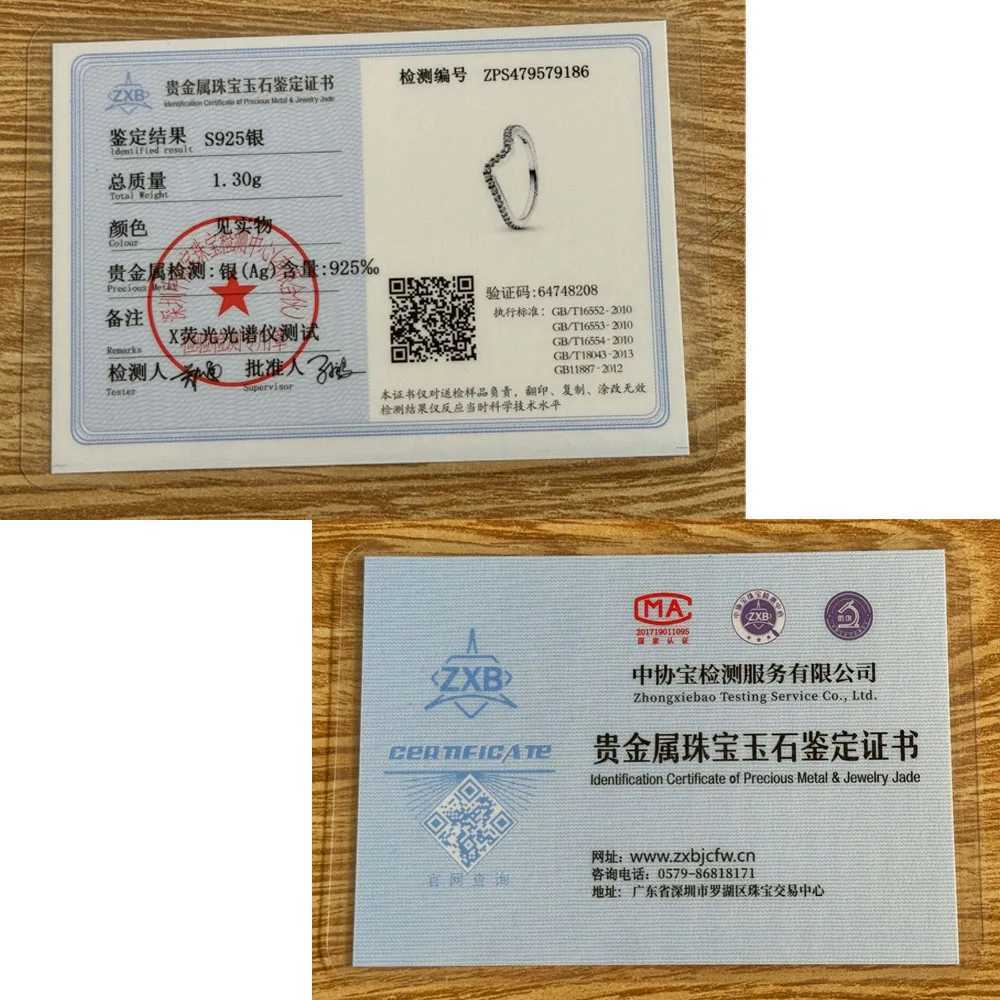 ZXB
贵金属珠宝玉石鉴定证书
Identification Certificate of Precious Metal & Jewelry Jade
鉴定结果 S925银
Identified result
总质量 1.30g
Total Weight
颜色 见实物
Colour
贵金属检测:银(Ag)含量:925‰
Precious Metal
备注 X荧光光谱仪测试
Remarks
检测人 批准人
Tester Supervisor
检测编号 ZPS479579186
验证码:64748208
执行标准: GB/T16552-2010
GB/T16553-2010
GB/T16554-2010
GB/T18043-2013
GB11887-2012
本证书仅对送检样品负责，翻印、复制、涂改无效
检测结果仅反应当时科学技术水平
MA
201719011095
国家认证
ZXB
ZXB
CERTIFICATE
官网查询
中协宝检测服务有限公司
Zhongxiebao Testing Service Co., Ltd.
贵金属珠宝玉石鉴定证书
Identification Certificate of Precious Metal & Jewelry Jade
网址: www.zxbjcfw.cn
咨询电话: 0579-86818171
地址: 广东省深圳市罗湖区珠宝交易中心